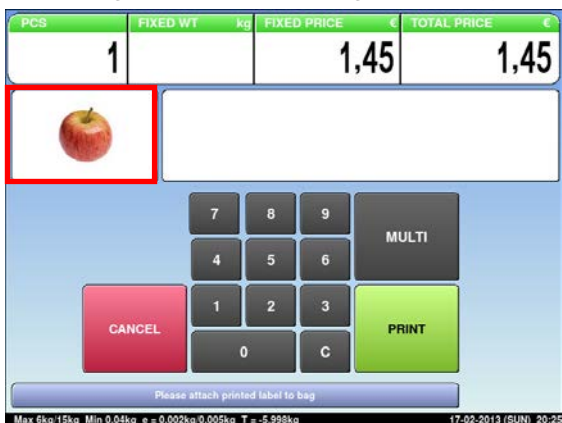 PCS FIXED WT kg FIXED PRICE € TOTAL PRICE €
1 1,45 1,45
7 8 9 MULTI
4 5 6
CANCEL 1 2 3 PRINT
0 C
Please attach printed label to bag
Max 6kg/15kg Min 0.04kg e = 0.002kg/0.005kg T = -5.998kg 17-02-2013 (SUN) 20:25